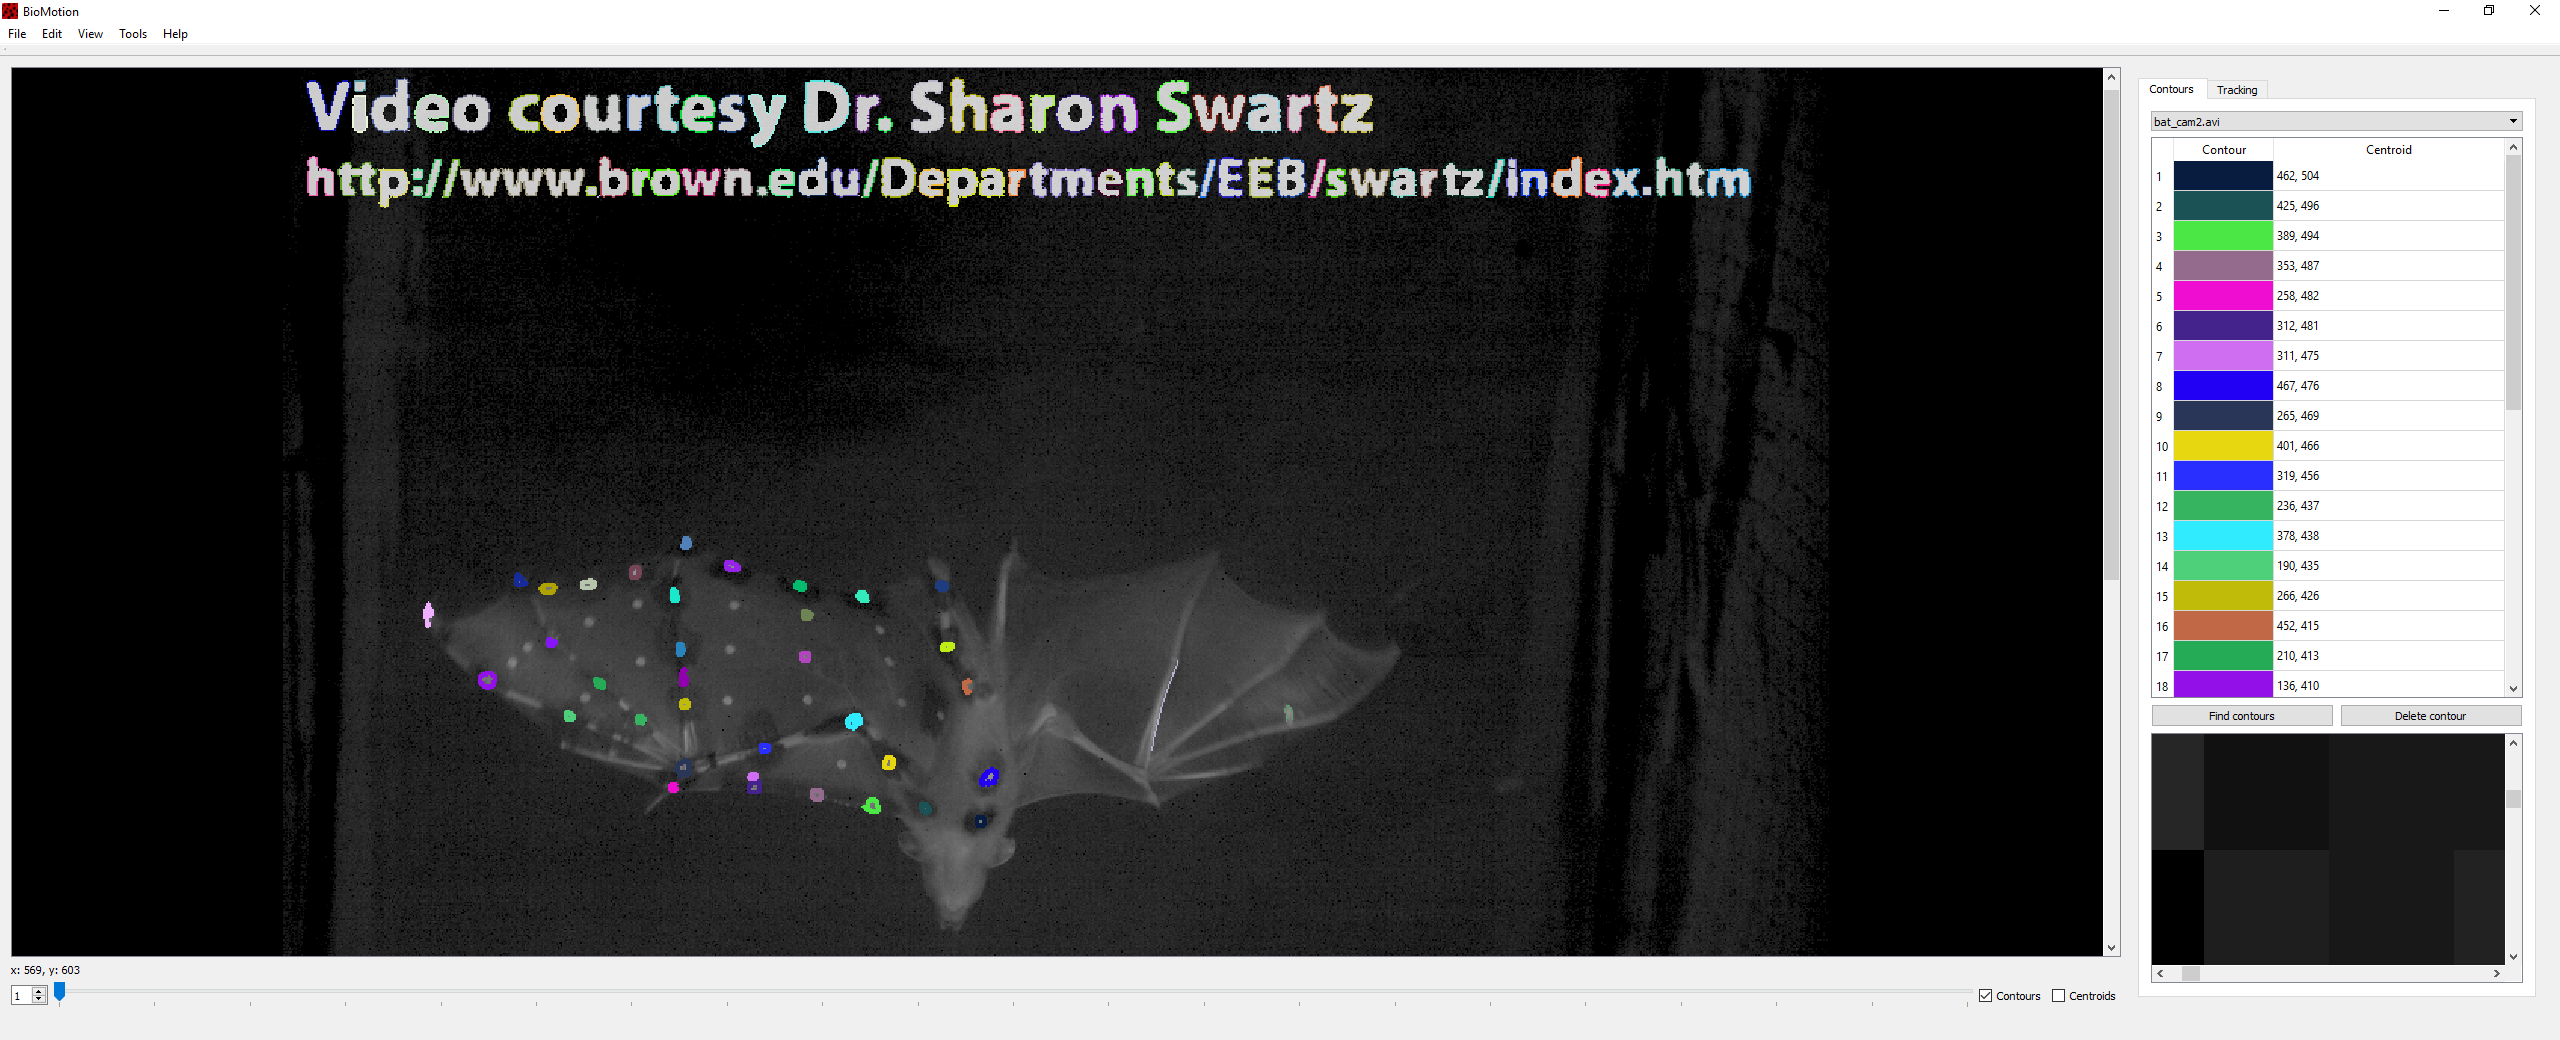 BioMotion
File Edit View Tools Help
Video courtesy Dr. Sharon Swartz
http://www.brown.edu/Departments/EEB/swartz/index.htm
x: 569, y: 603
1
Contours Centroids
Contours Tracking
bat_cam2.avi
Contour Centroid
1 462, 504
2 425, 496
3 389, 494
4 353, 487
5 258, 482
6 312, 481
7 311, 475
8 467, 476
9 265, 469
10 401, 466
11 319, 456
12 236, 437
13 378, 438
14 190, 435
15 266, 426
16 452, 415
17 210, 413
18 136, 410
Find contours Delete contour